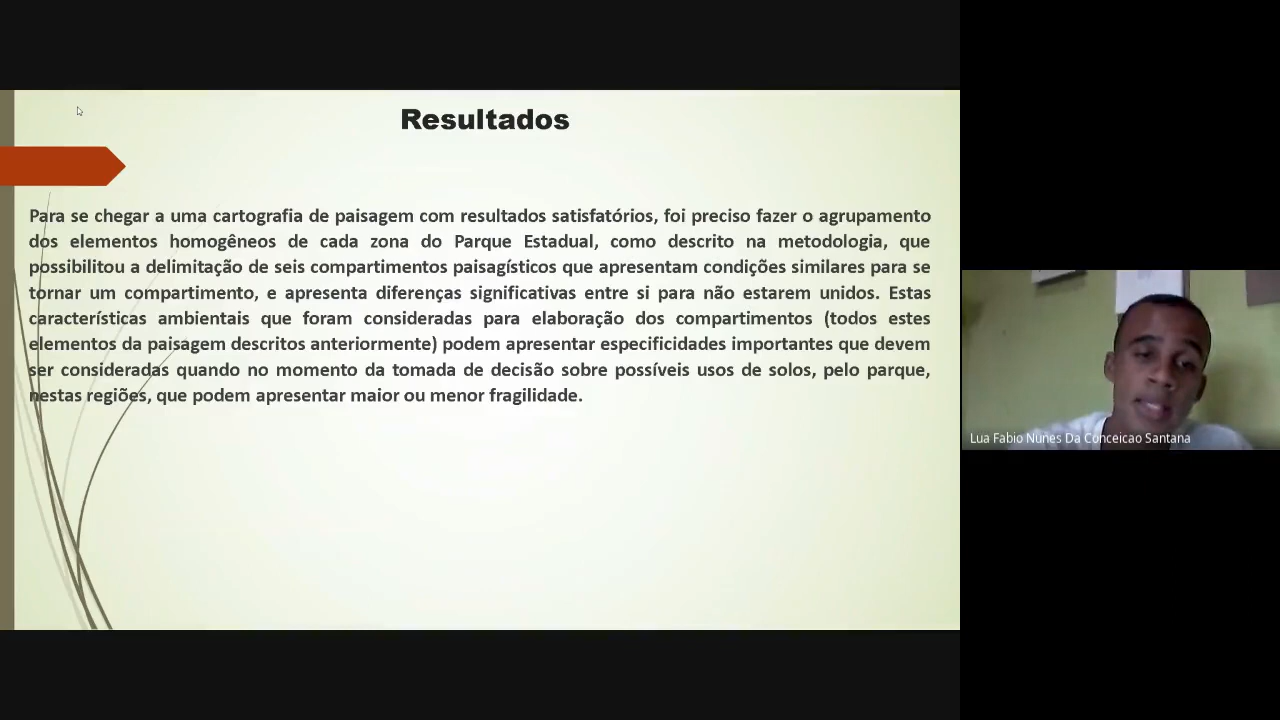 Resultados
Para se chegar a uma cartografia de paisagem com resultados satisfatórios, foi preciso fazer o agrupamento
dos elementos homogêneos de cada zona do Parque Estadual, como descrito na metodologia, que
possibilitou a delimitação de seis compartimentos paisagísticos que apresentam condições similares para se
tornar um compartimento, e apresenta diferenças significativas entre si para não estarem unidos. Estas
características ambientais que foram consideradas para elaboração dos compartimentos (todos estes
elementos da paisagem descritos anteriormente) podem apresentar especificidades importantes que devem
ser consideradas quando no momento da tomada de decisão sobre possíveis usos de solos, pelo parque,
nestas regiões, que podem apresentar maior ou menor fragilidade.
Lua Fabio Nunes Da Conceicao Santana